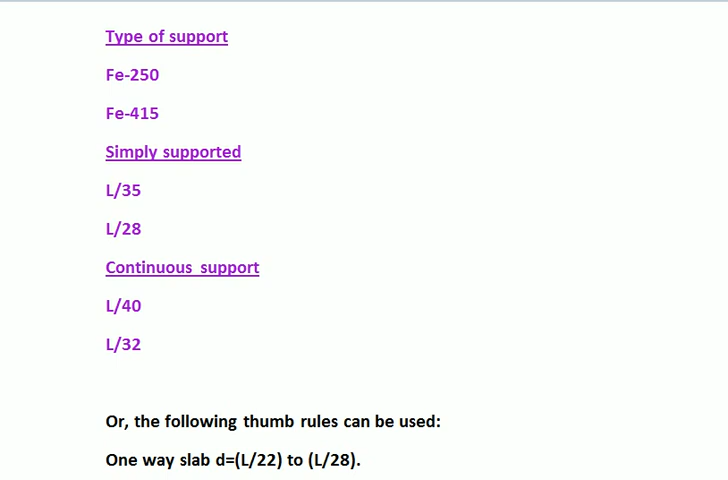 Type of support
Fe-250
Fe-415
Simply supported
L/35
L/28
Continuous support
L/40
L/32
Or, the following thumb rules can be used:
One way slab d=(L/22) to (L/28).